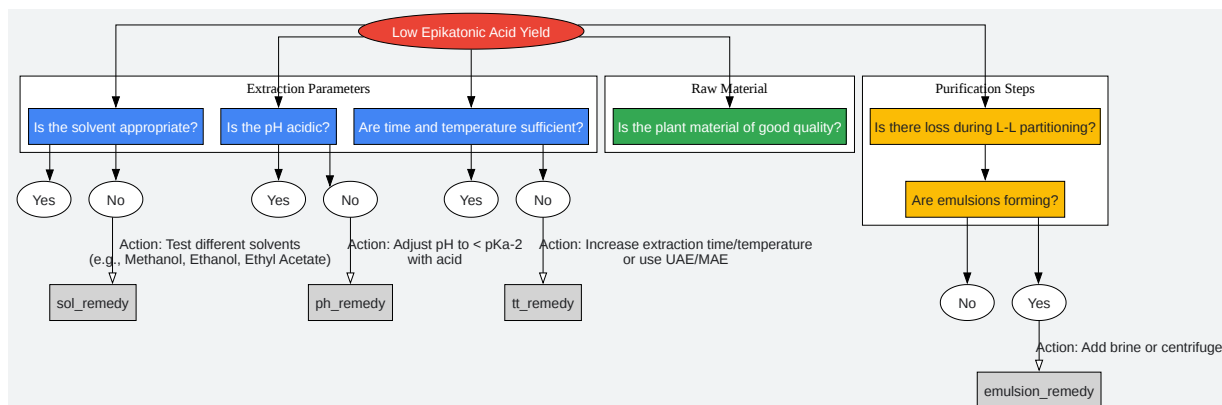 Low Epikatonic Acid Yield
Extraction Parameters
Raw Material
Purification Steps
Is the solvent appropriate?
Is the pH acidic?
Are time and temperature sufficient?
Is the plant material of good quality?
Is there loss during L-L partitioning?
Yes
No
Yes
No
Yes
No
Are emulsions forming?
Action: Test different solvents
(e.g., Methanol, Ethanol, Ethyl Acetate)
Action: Adjust pH to < pKa-2
with acid
Action: Increase extraction time/temperature
or use UAE/MAE
sol_remedy
ph_remedy
tt_remedy
No
Yes
Action: Add brine or centrifuge
emulsion_remedy